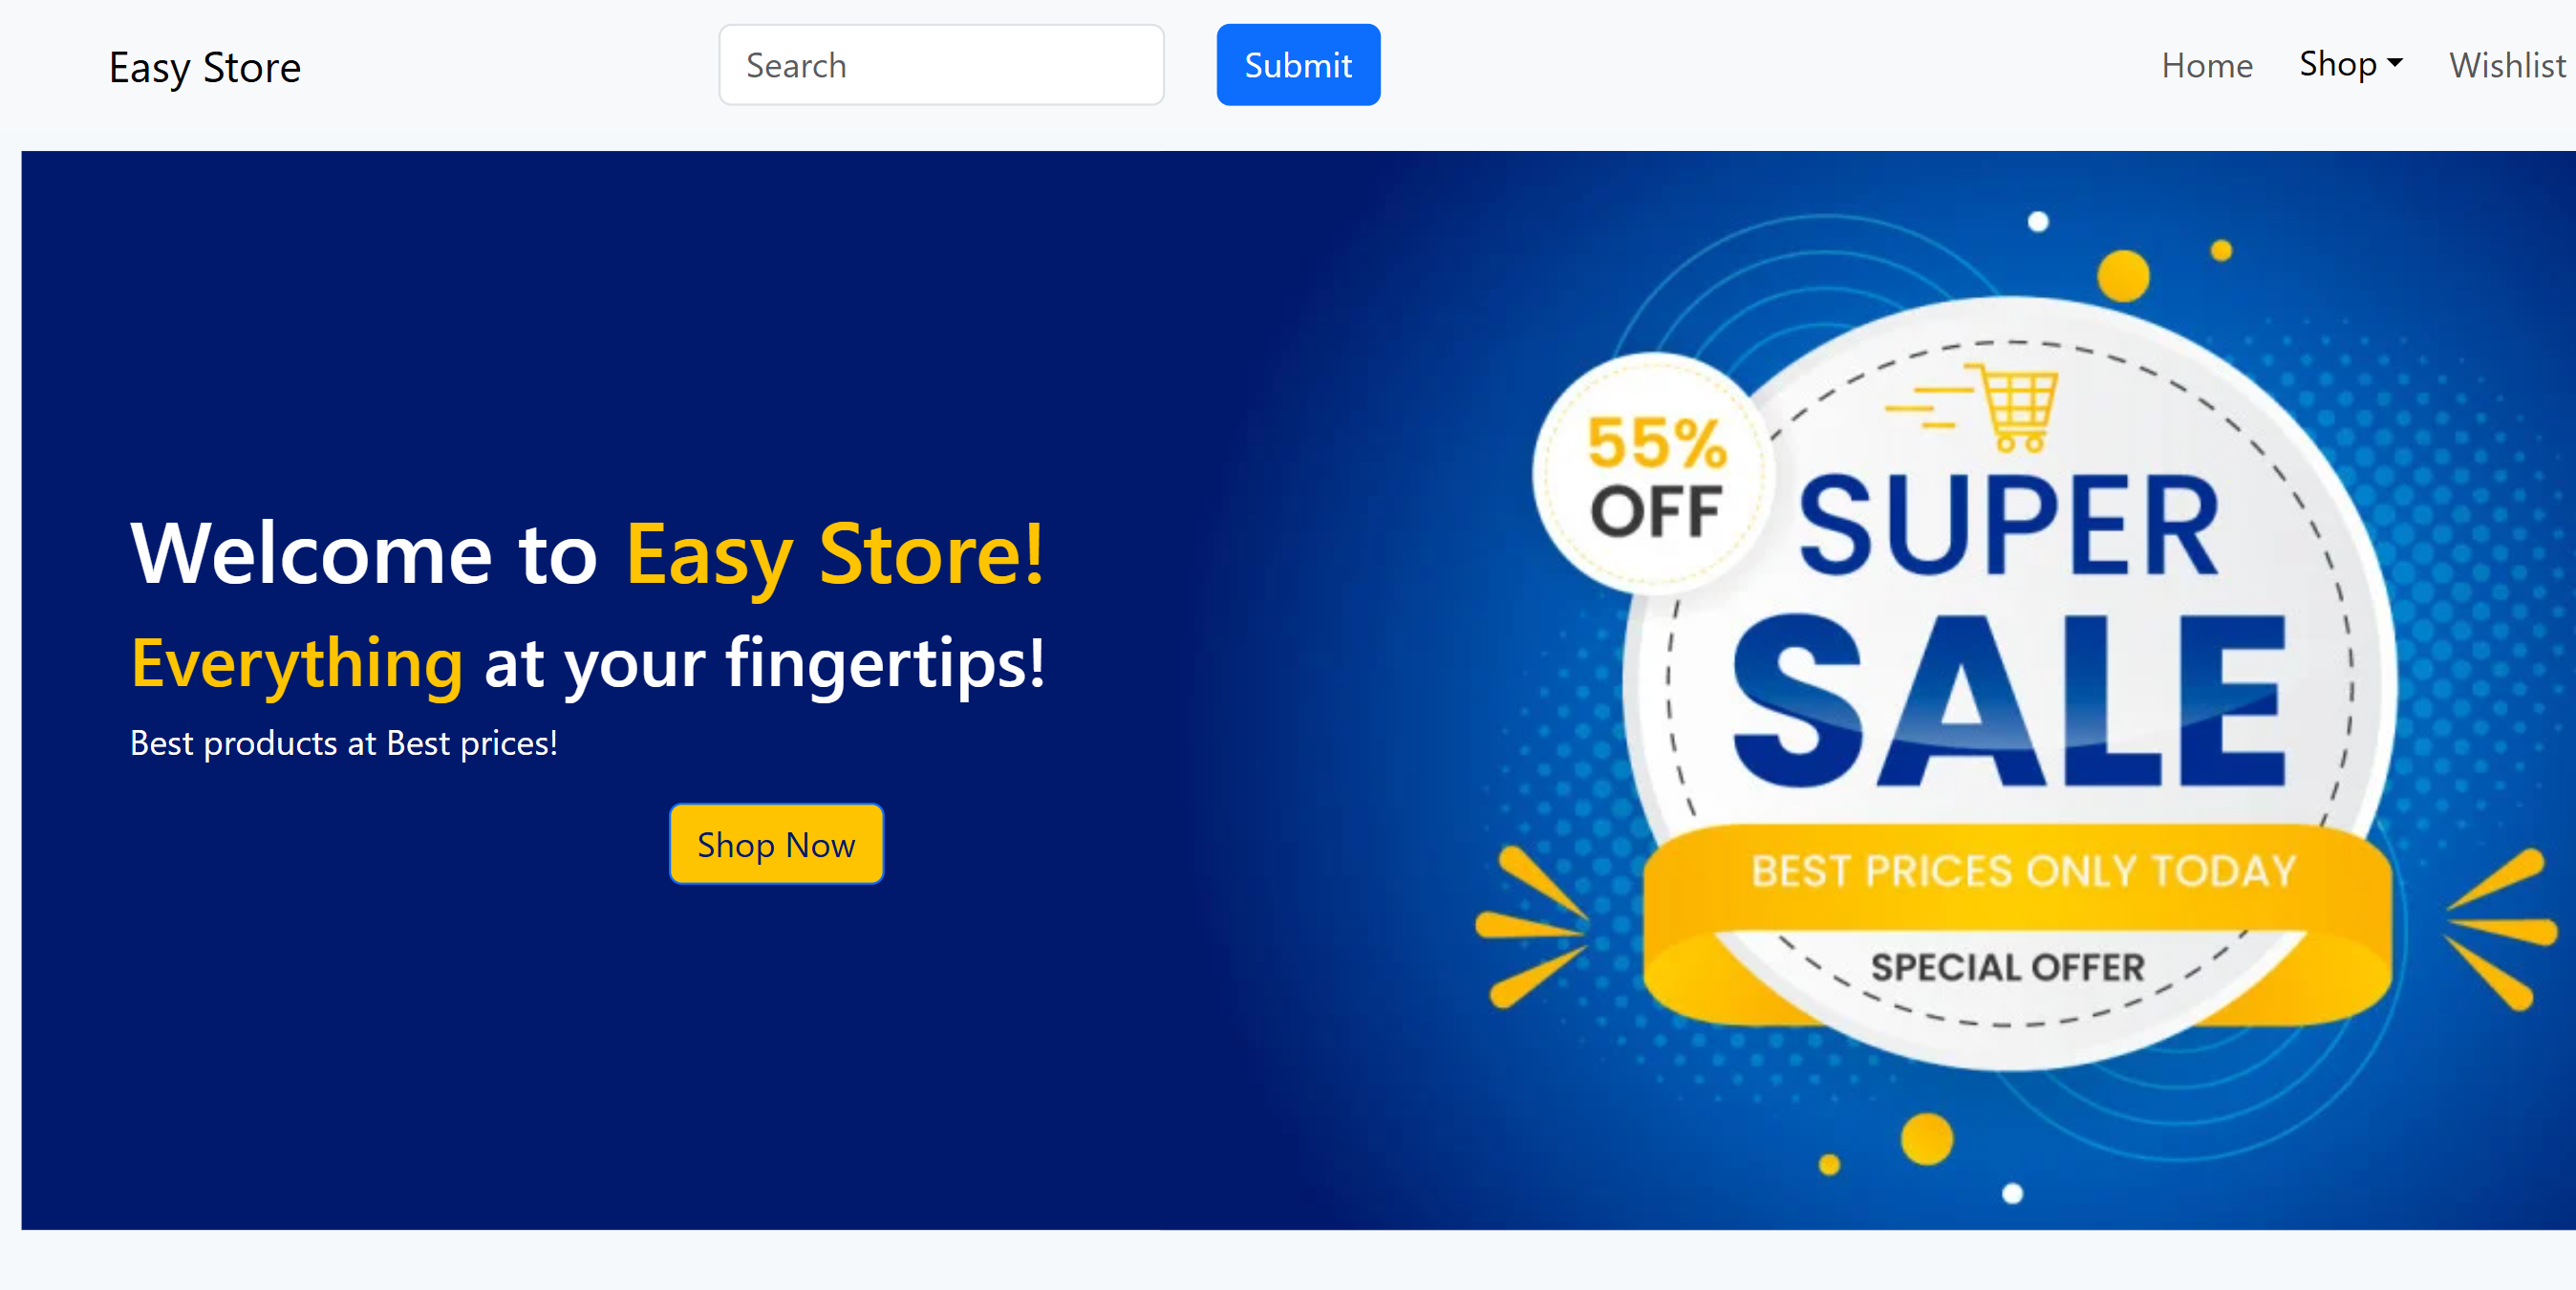 Easy Store
Search
Submit
Home
Shop
Wishlist
Welcome to Easy Store!
Everything at your fingertips!
Best products at Best prices!
Shop Now
55%
OFF
SUPER
SALE
BEST PRICES ONLY TODAY
SPECIAL OFFER